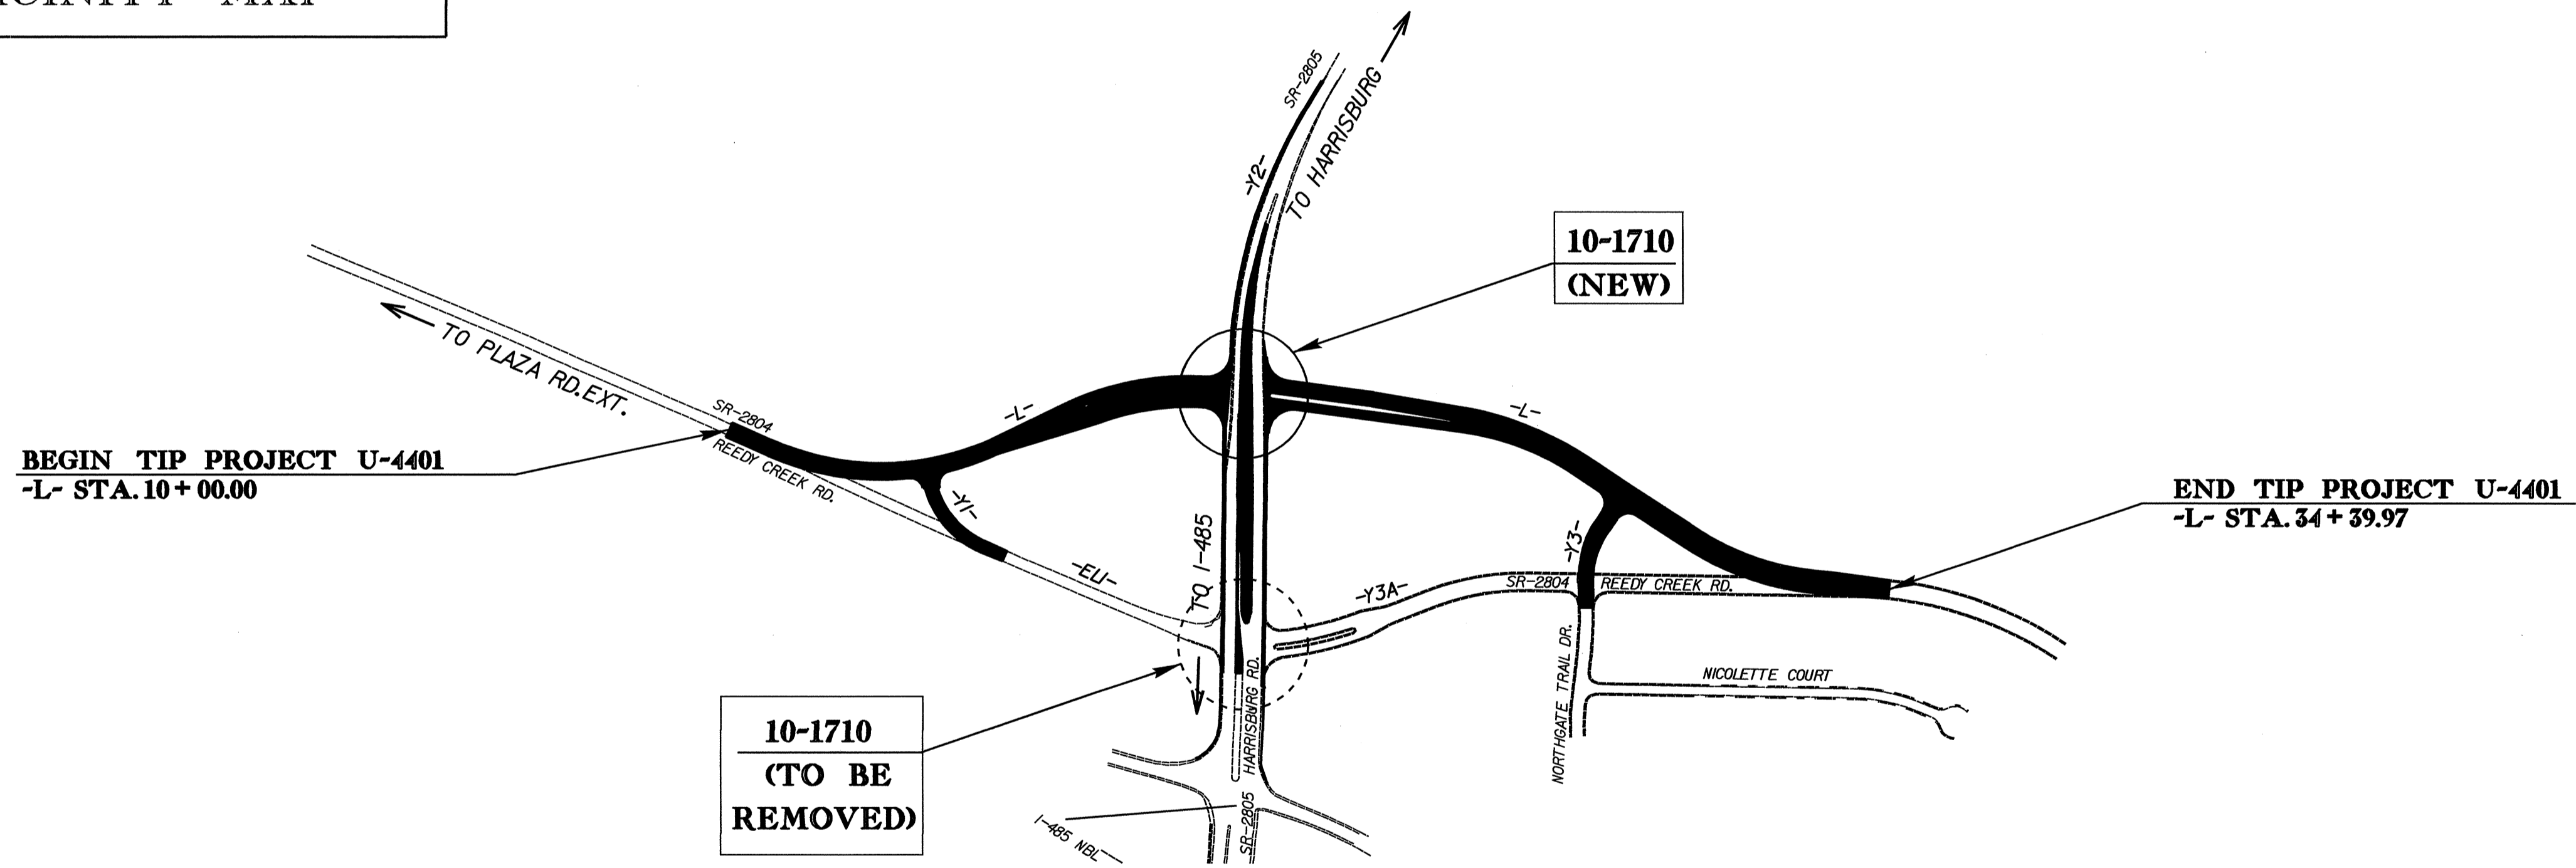 SR-2805
TO HARRISBURG
-Y2-
10-1710
(NEW)
TO PLAZA RD. EXT.
SR-2804
REEDY CREEK RD.
-L-
-L-
BEGIN TIP PROJECT U-4401
-L- STA. 10 + 00.00
END TIP PROJECT U-4401
-L- STA. 34 + 39.97
-Y1-
TO I-485
-EL1-
-Y3-
-Y3A-
SR-2804
REEDY CREEK RD.
10-1710
(TO BE
REMOVED)
HARRISBURG RD.
NORTHGATE TRAIL DR.
NICOLETTE COURT
I-485 NBL
SR-2805